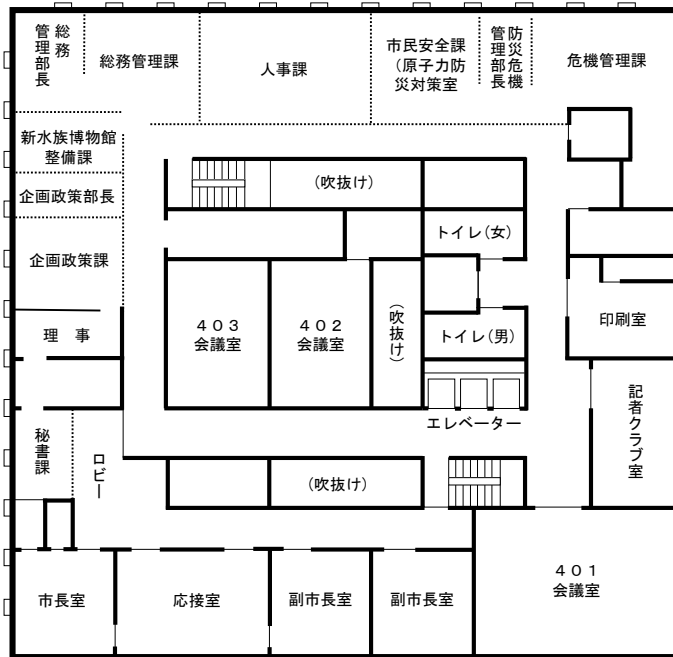 総務
管理部長
総務管理課
人事課
市民安全課
(原子力防
災対策室
防災危機
管理部長
危機管理課
新水族博物館
整備課
企画政策部長
企画政策課
理 事
(吹抜け)
トイレ(女)
403
会議室
402
会議室
(吹抜け)
トイレ(男)
印刷室
エレベーター
記者クラブ室
秘書課
ロビー
(吹抜け)
市長室
応接室
副市長室
副市長室
401
会議室